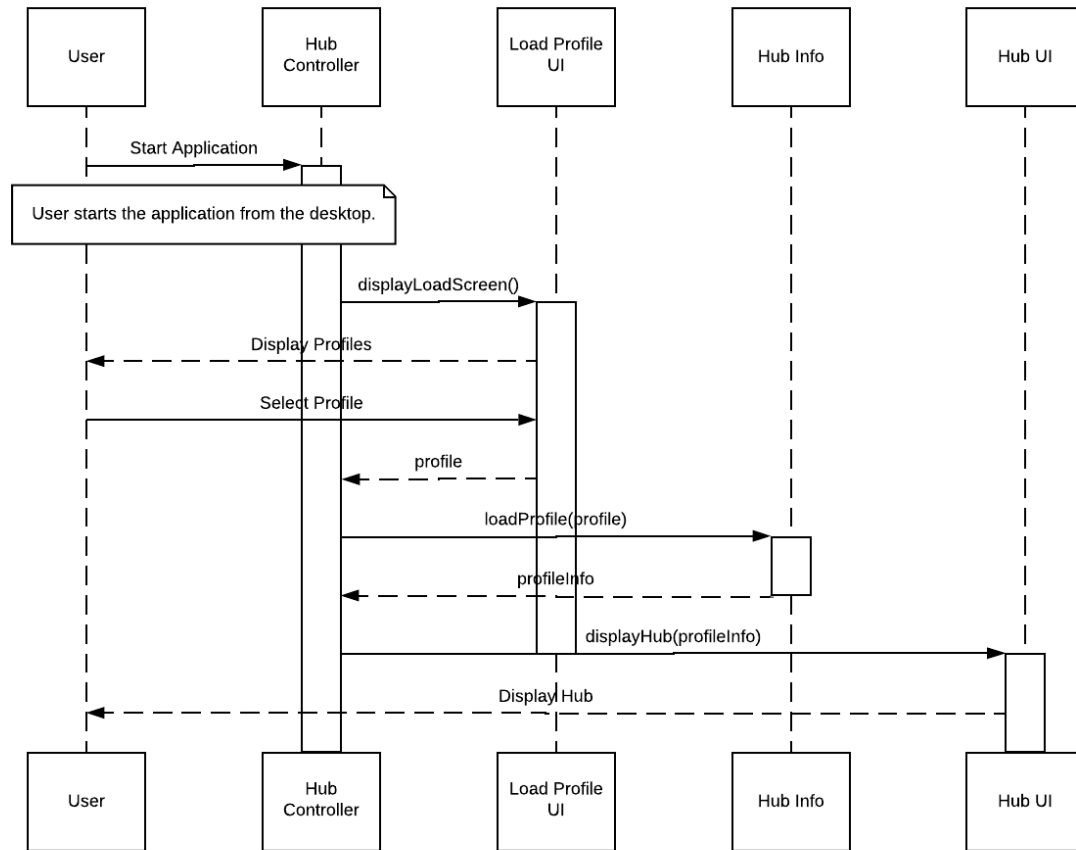 User
Hub
Controller
Load Profile
UI
Hub Info
Hub UI
Start Application
User starts the application from the desktop.
displayLoadScreen()
Display Profiles
Select Profile
profile
loadProfile(profile)
profileInfo
displayHub(profileInfo)
Display Hub
User
Hub
Controller
Load Profile
UI
Hub Info
Hub UI